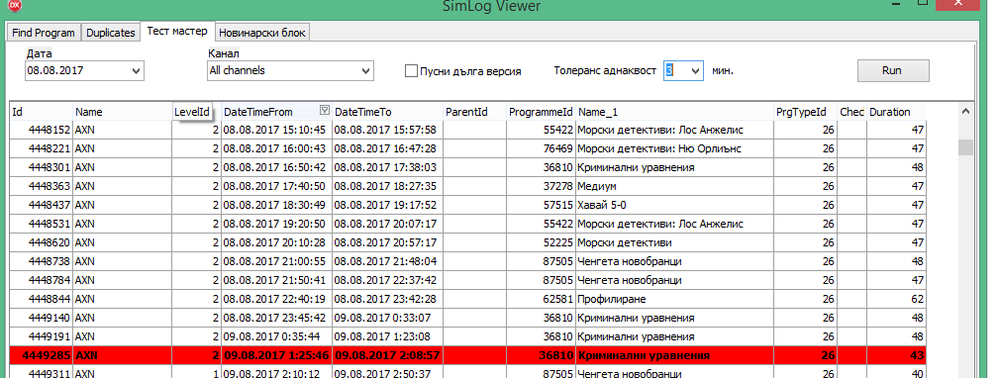 SimLog Viewer
Find Program Duplicates Тест мастер Новинарски блок
Дата Канал
08.08.2017 All channels Пусни дълга версия Толеранс аднаквост 3 мин. Run
Id Name LevelId DateTimeFrom DateTimeTo ParentId ProgrammeId Name_1 PrgTypeId Chec Duration
4448152 AXN 2 08.08.2017 15:10:45 08.08.2017 15:57:58 55422 Морски детективи: Лос Анжелис 26 47
4448221 AXN 2 08.08.2017 16:00:43 08.08.2017 16:47:28 76469 Морски детективи: Ню Орлиънс 26 47
4448301 AXN 2 08.08.2017 16:50:42 08.08.2017 17:38:03 36810 Криминални уравнения 26 48
4448363 AXN 2 08.08.2017 17:40:50 08.08.2017 18:27:35 37278 Медиум 26 47
4448437 AXN 2 08.08.2017 18:30:49 08.08.2017 19:17:52 57515 Хавай 5-0 26 47
4448531 AXN 2 08.08.2017 19:20:50 08.08.2017 20:07:17 55422 Морски детективи: Лос Анжелис 26 47
4448620 AXN 2 08.08.2017 20:10:28 08.08.2017 20:57:17 52225 Морски детективи 26 47
4448738 AXN 2 08.08.2017 21:00:55 08.08.2017 21:48:04 87505 Ченгета новобранци 26 48
4448784 AXN 2 08.08.2017 21:50:41 08.08.2017 22:37:42 87505 Ченгета новобранци 26 47
4448844 AXN 2 08.08.2017 22:40:19 08.08.2017 23:42:28 62581 Профилиране 26 62
4449140 AXN 2 08.08.2017 23:45:42 09.08.2017 0:33:07 36810 Криминални уравнения 26 48
4449191 AXN 2 09.08.2017 0:35:44 09.08.2017 1:23:08 36810 Криминални уравнения 26 48
4449285 AXN 2 09.08.2017 1:25:46 09.08.2017 2:08:57 36810 Криминални уравнения 26 43
4449311 AXN 1 09.08.2017 2:10:12 09.08.2017 2:50:37 87505 Ченгета новобранци 26 40